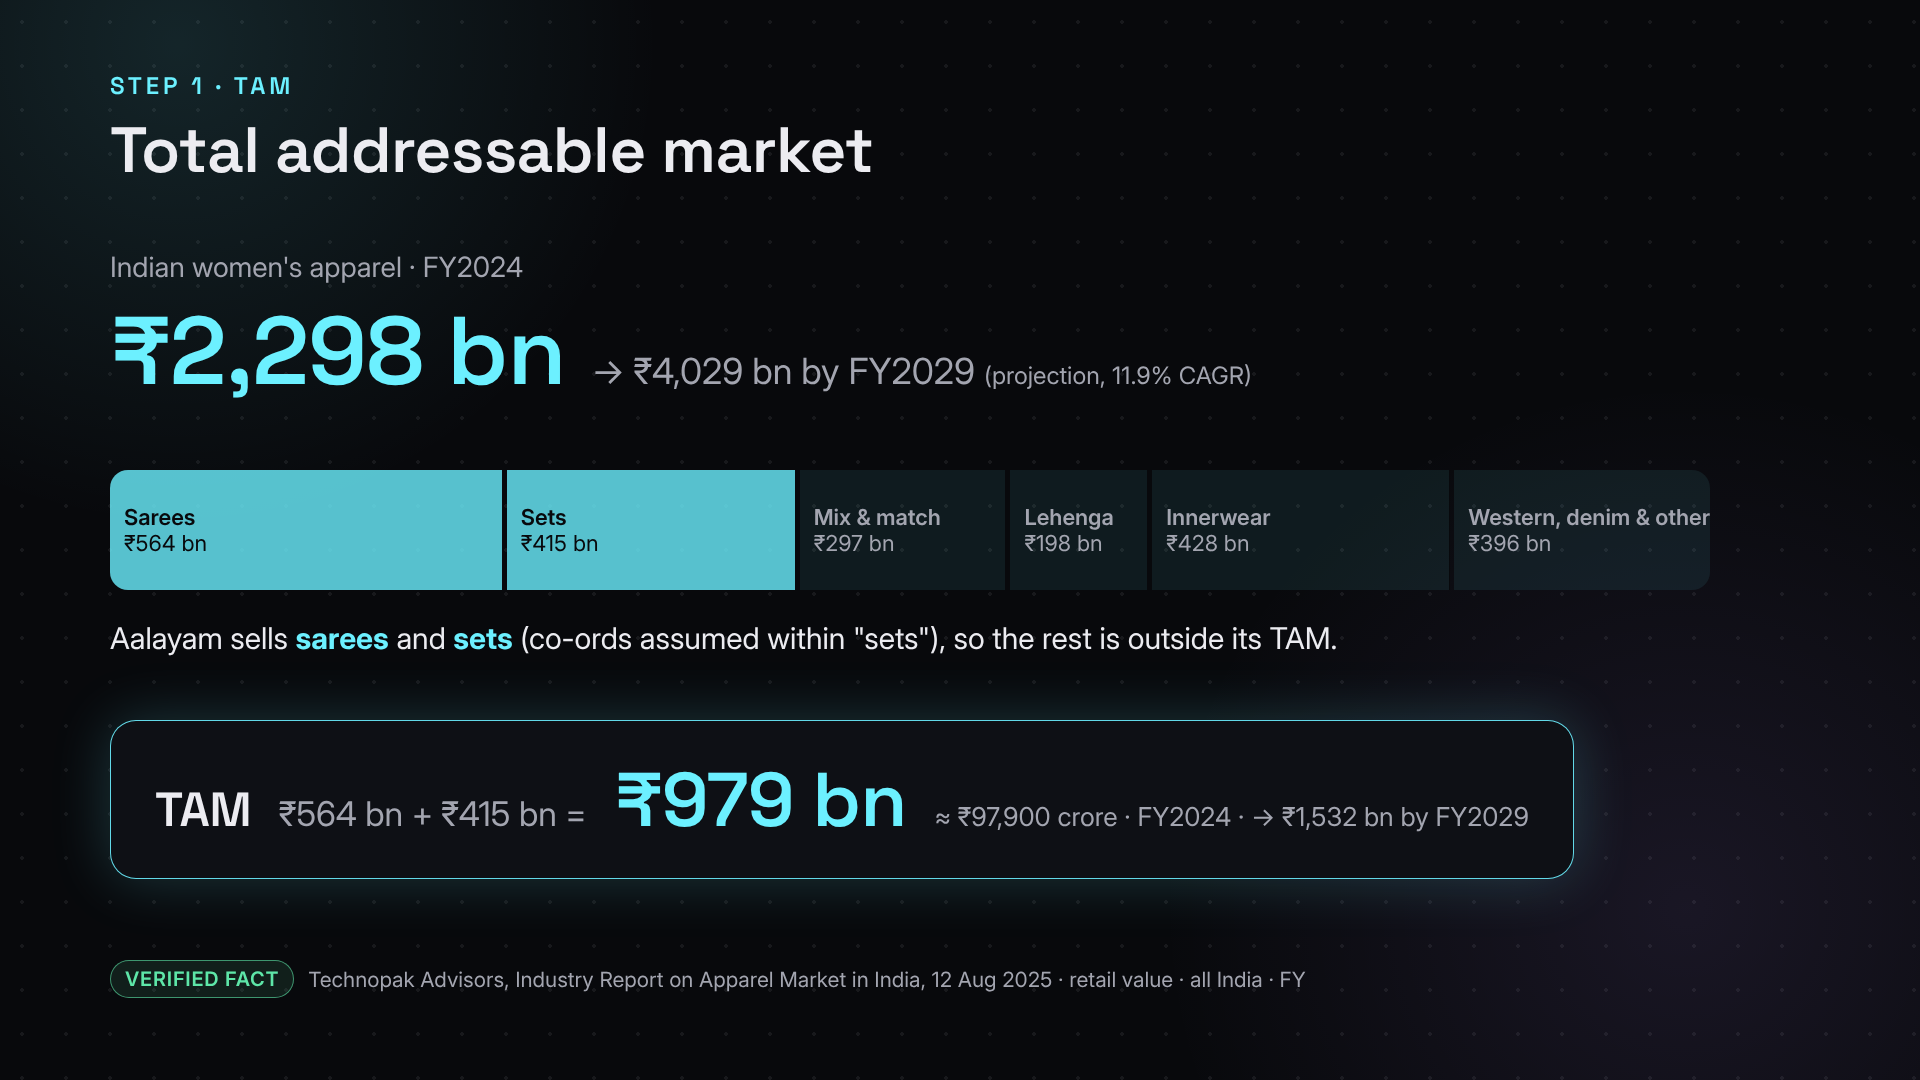 STEP 1 · TAM
Total addressable market
Indian women's apparel · FY2024
₹2,298 bn → ₹4,029 bn by FY2029 (projection, 11.9% CAGR)
Sarees
₹564 bn
Sets
₹415 bn
Mix & match
₹297 bn
Lehenga
₹198 bn
Innerwear
₹428 bn
Western, denim & other
₹396 bn
Aalayam sells sarees and sets (co-ords assumed within "sets"), so the rest is outside its TAM.
TAM ₹564 bn + ₹415 bn = ₹979 bn ≈ ₹97,900 crore · FY2024 · → ₹1,532 bn by FY2029
VERIFIED FACT Technopak Advisors, Industry Report on Apparel Market in India, 12 Aug 2025 · retail value · all India · FY